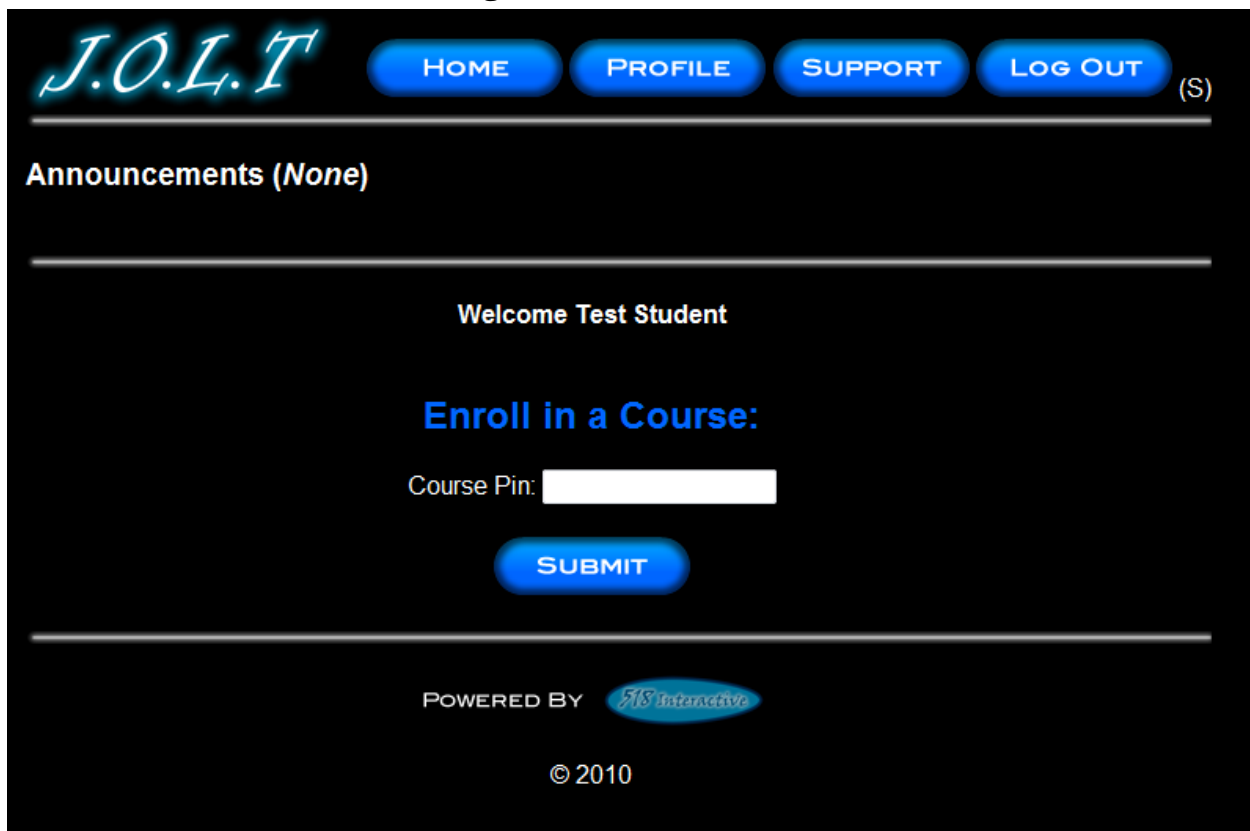 J.O.L.T HOME PROFILE SUPPORT LOG OUT (S)
Announcements (None)
Welcome Test Student
Enroll in a Course:
Course Pin:
SUBMIT
POWERED BY 518 Interactive
© 2010